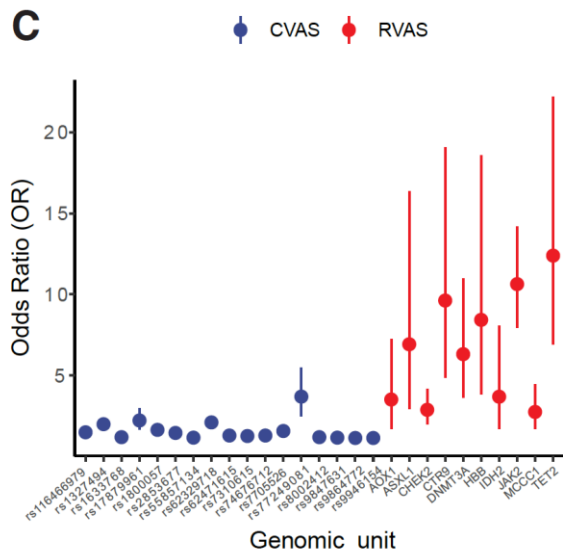 C
CVAS RVAS
Odds Ratio (OR)
20
15
10
5
rs116466979 rs1327494 rs1633768 rs17879961 rs1800057 rs2853677 rs55857134 rs62329718 rs62471615 rs7310615 rs74676712 rs7705526 rs77249081 rs8002412 rs9847631 rs9864772 rs9946154 AOX1 ASXL1 CHEK2 CTR9 DNMT3A HBB IDH2 JAK2 MCCC1 TET2
Genomic unit